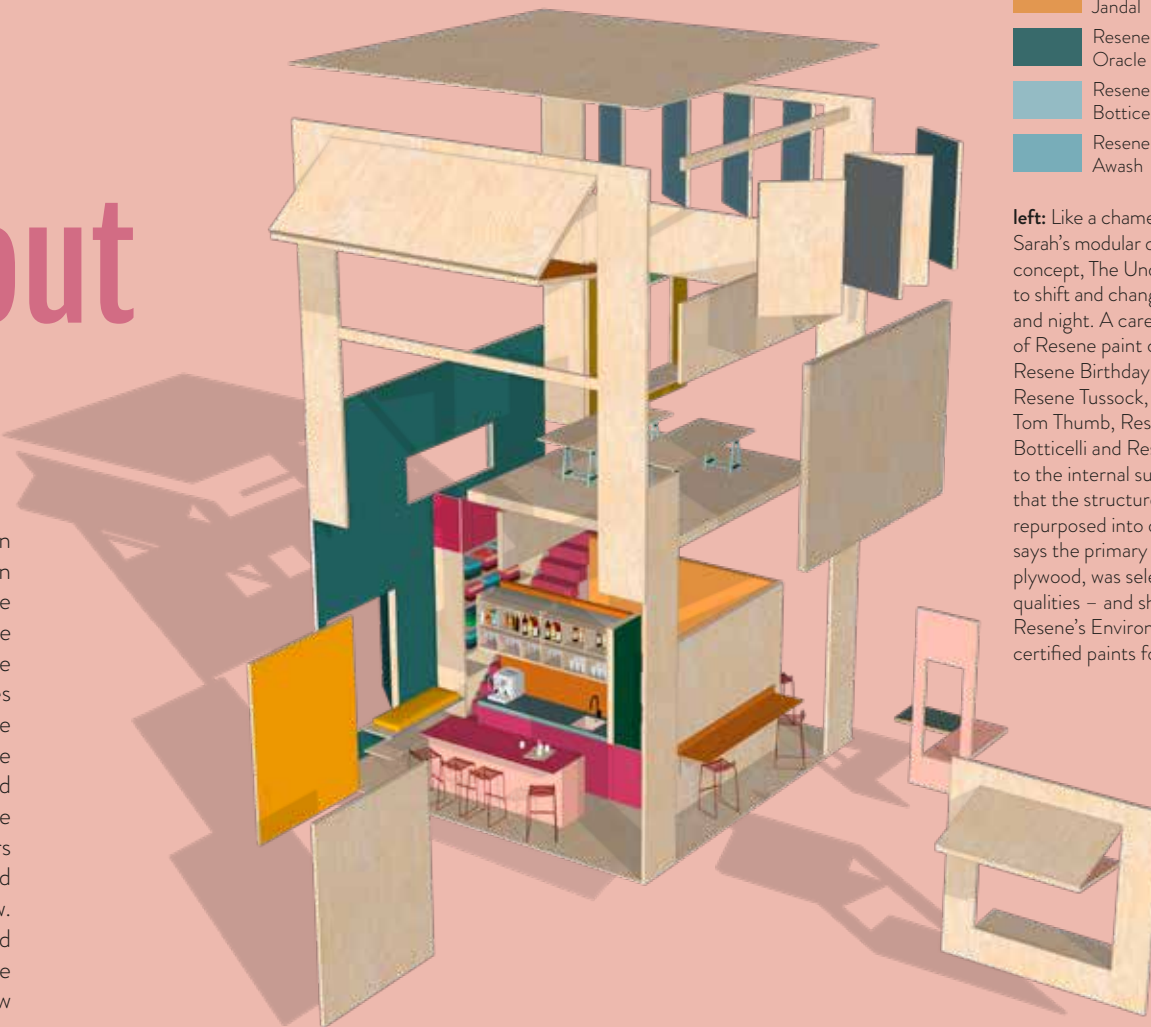 out
n
n
e
e
e
es
e
e
d
e
rs
d
w.
d
e
w
Jandal
Resene
Oracle
Resene
Bottice
Resene
Awash
left: Like a chame
Sarah's modular c
concept, The Unc
to shift and chang
and night. A care
of Resene paint c
Resene Birthday
Resene Tussock,
Tom Thumb, Res
Botticelli and Res
to the internal su
that the structure
repurposed into c
says the primary
plywood, was sele
qualities – and sh
Resene's Environ
certified paints fo